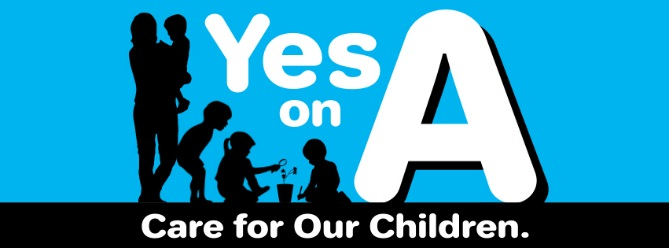 Yes
on
A
Care for Our Children.